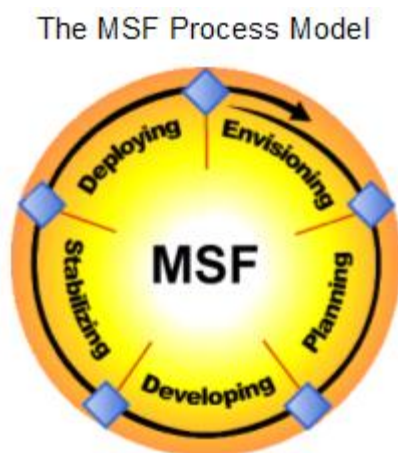 The MSF Process Model
Envisioning
Planning
Developing
Stabilizing
Deploying
MSF